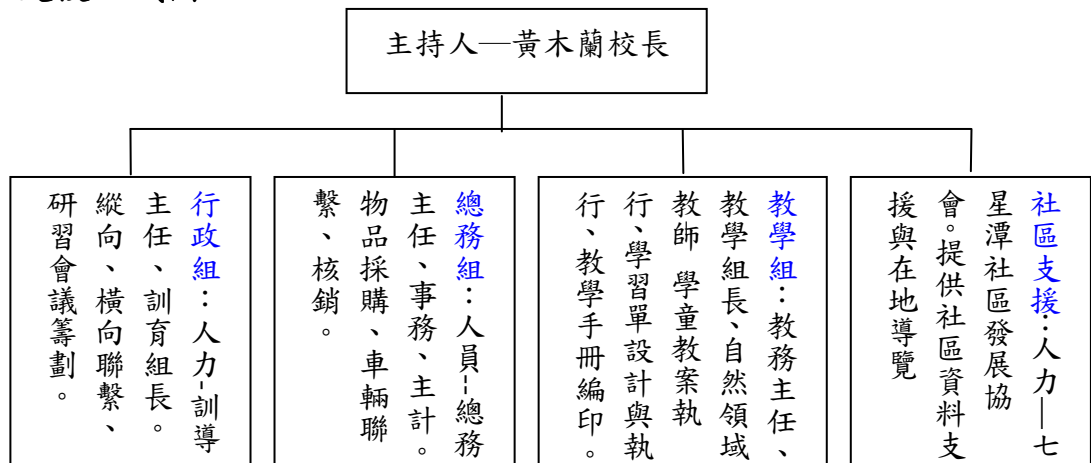 主持人—黃木蘭校長
行政組：人力-訓導
主任、訓育組長。
縱向、橫向聯繫、
研習會議籌劃。
總務組：人員--總務
主任、事務、主計。
物品採購、車輛聯
繫、核銷。
教學組：教務主任、
教學組長、自然領域
教師 學童教案執
行、學習單設計與執
行、教學手冊編印。
社區支援：人力—七
星潭社區發展協
會。提供社區資料支
援與在地導覽